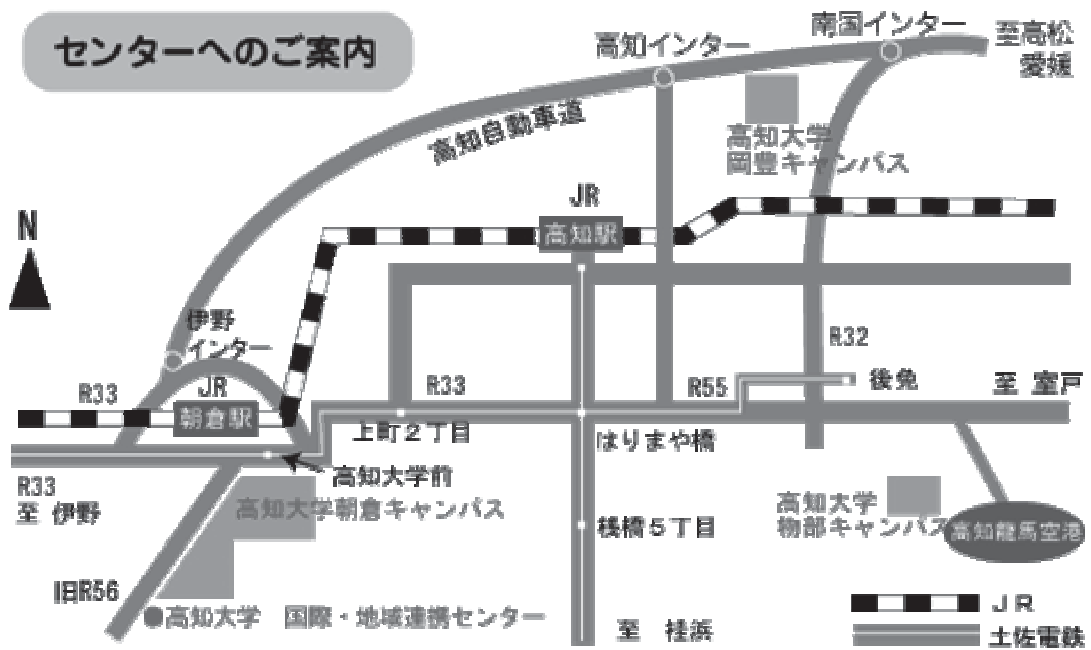 センターへのご案内
高知インター
南国インター
至高松
愛媛
高知自動車道
高知大学
岡豊キャンパス
JR
高知駅
N
伊野
インター
R32
R33
JR
朝倉駅
R33
R55
後免
至 室戸
上町２丁目
はりまや橋
高知大学前
R33
至 伊野
高知大学朝倉キャンパス
桟橋５丁目
高知大学
物部キャンパス
高知龍馬空港
旧R56
●高知大学 国際・地域連携センター
至 桂浜
ＪＲ
土佐電鉄